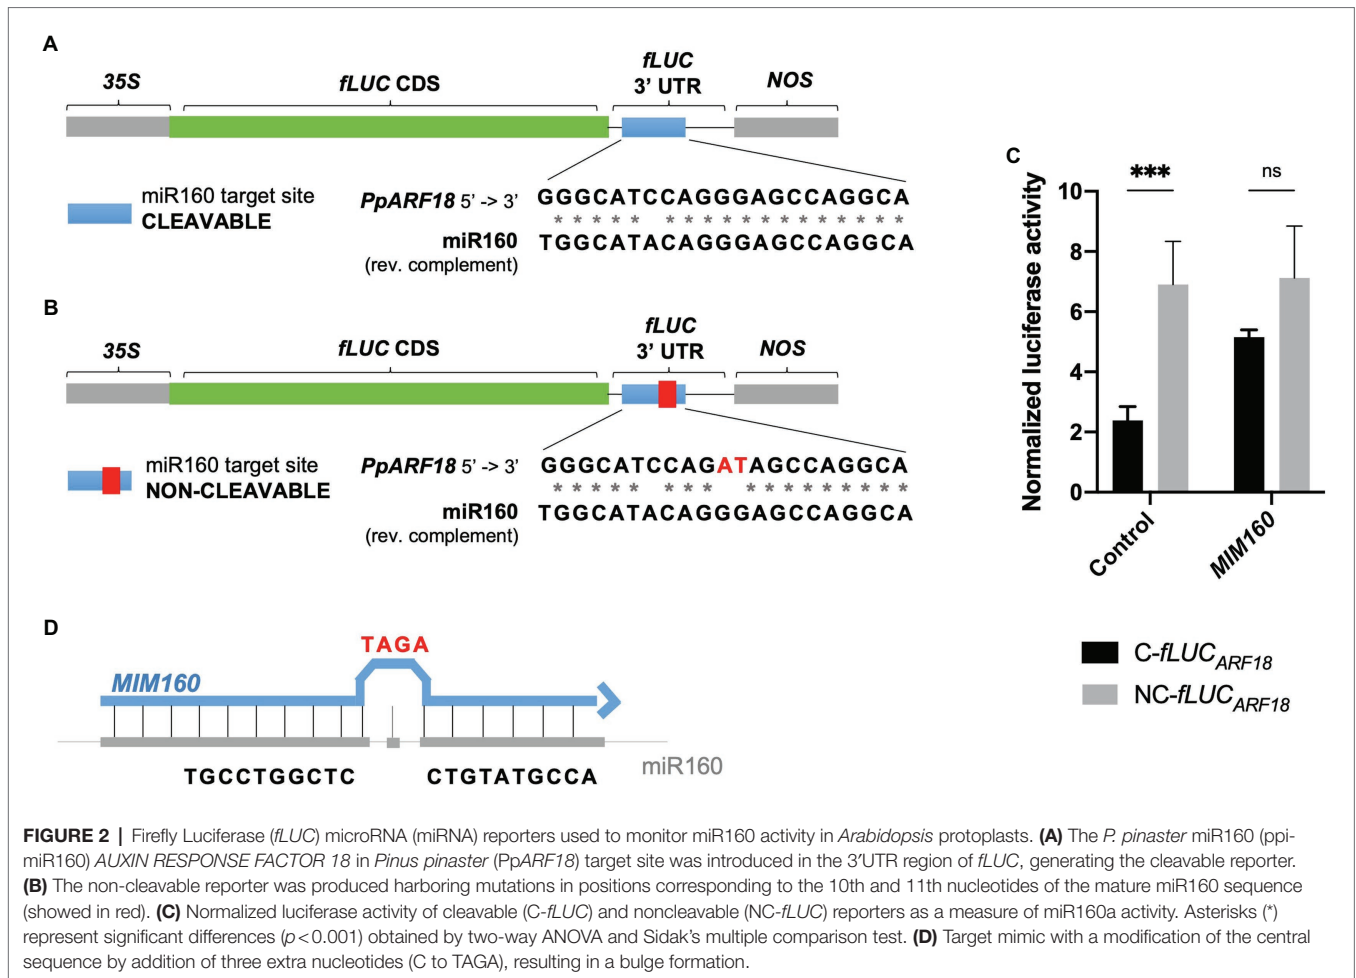 A
35S
fLUC CDS
fLUC
3' UTR
NOS
miR160 target site
CLEAVABLE
PpARF18 5' -> 3'
GGGCATCCAGGGAGCCAGGCA
* * * * * * * * * * * * * * * * * * *
miR160
(rev. complement)
TGGCATACAGGGAGCCAGGCA
B
35S
fLUC CDS
fLUC
3' UTR
NOS
miR160 target site
NON-CLEAVABLE
PpARF18 5' -> 3'
GGGCATCCAGATAGCCAGGCA
* * * * * * * * * * * * * * * * *
miR160
(rev. complement)
TGGCATACAGGGAGCCAGGCA
C
Normalized luciferase activity
10
8
6
4
2
0
***
ns
Control
MIM160
C-fLUC ARF18
NC-fLUC ARF18
D
TAGA
MIM160
miR160
TGCCTGGCTC
CTGTATGCCA
FIGURE 2 | Firefly Luciferase (fLUC) microRNA (miRNA) reporters used to monitor miR160 activity in Arabidopsis protoplasts. (A) The P. pinaster miR160 (ppi-
miR160) AUXIN RESPONSE FACTOR 18 in Pinus pinaster (PpARF18) target site was introduced in the 3′UTR region of fLUC, generating the cleavable reporter.
(B) The non-cleavable reporter was produced harboring mutations in positions corresponding to the 10th and 11th nucleotides of the mature miR160 sequence
(showed in red). (C) Normalized luciferase activity of cleavable (C-fLUC) and noncleavable (NC-fLUC) reporters as a measure of miR160a activity. Asterisks (*)
represent significant differences (p < 0.001) obtained by two-way ANOVA and Sidak's multiple comparison test. (D) Target mimic with a modification of the central
sequence by addition of three extra nucleotides (C to TAGA), resulting in a bulge formation.